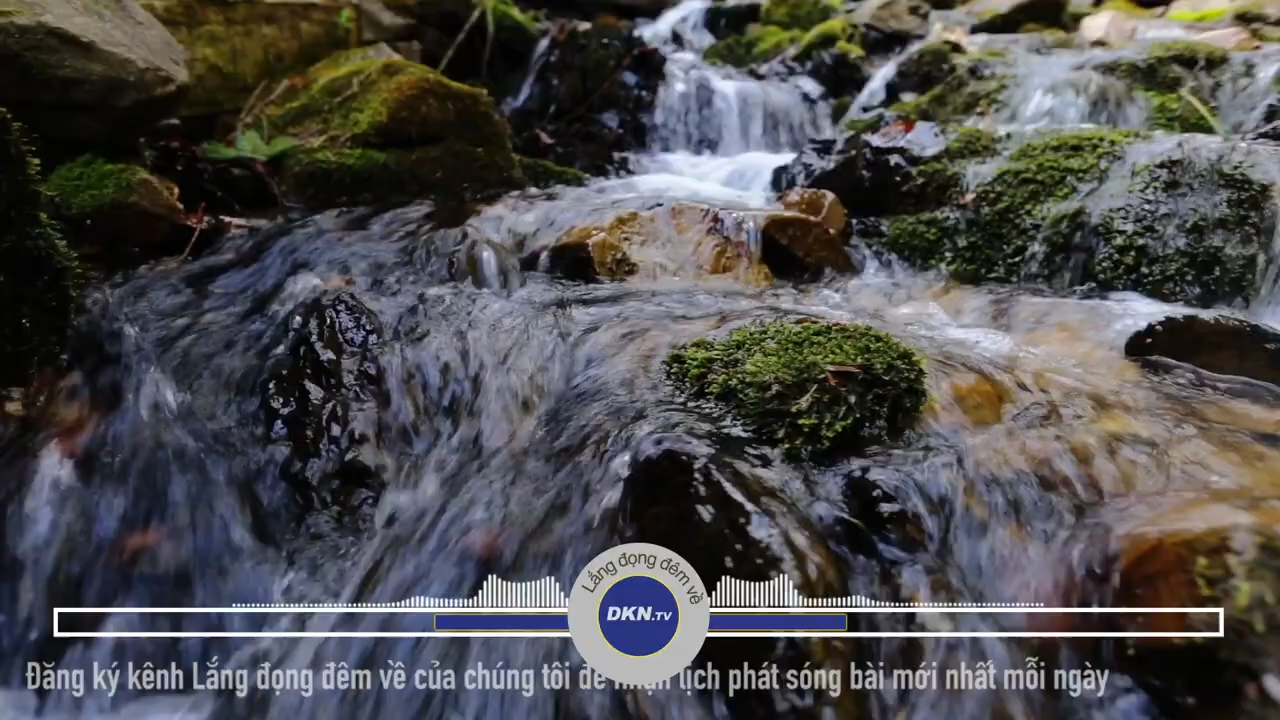 Lắng đọng đêm về
DKN.TV
Đăng ký kênh Lắng đọng đêm về của chúng tôi để nhận lịch phát sóng bài mới nhất mỗi ngày